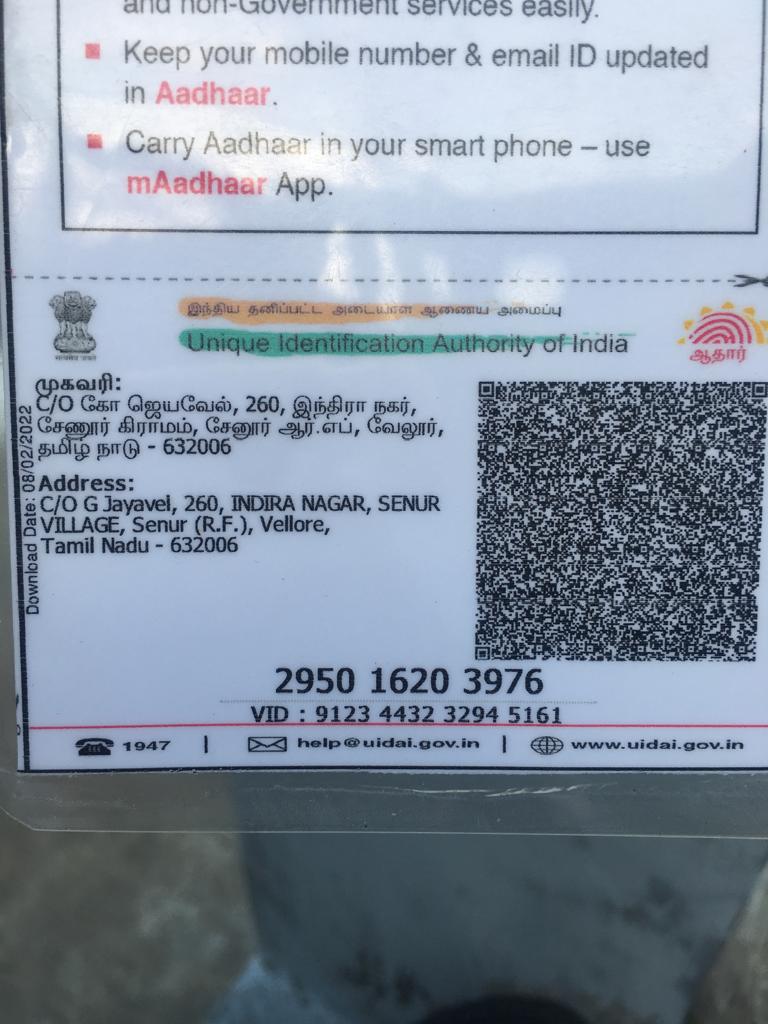 and non-Government services easily.
Keep your mobile number & email ID updated
in Aadhaar.
Carry Aadhaar in your smart phone – use
mAadhaar App.
இந்திய தனிப்பட்ட அடையாள ஆணைய அமைப்பு
Unique Identification Authority of India
ஆதார்
முகவரி:
C/O கோ ஜெயவேல், 260, இந்திரா நகர்,
சேணூர் கிராமம், சேனூர் ஆர்.எப், வேலூர்,
தமிழ் நாடு - 632006
Address:
C/O G Jayavel, 260, INDIRA NAGAR, SENUR
VILLAGE, Senur (R.F.), Vellore,
Tamil Nadu - 632006
Download Date: 08/02/2022
2950 1620 3976
VID : 9123 4432 3294 5161
1947 | help@uidai.gov.in | www.uidai.gov.in